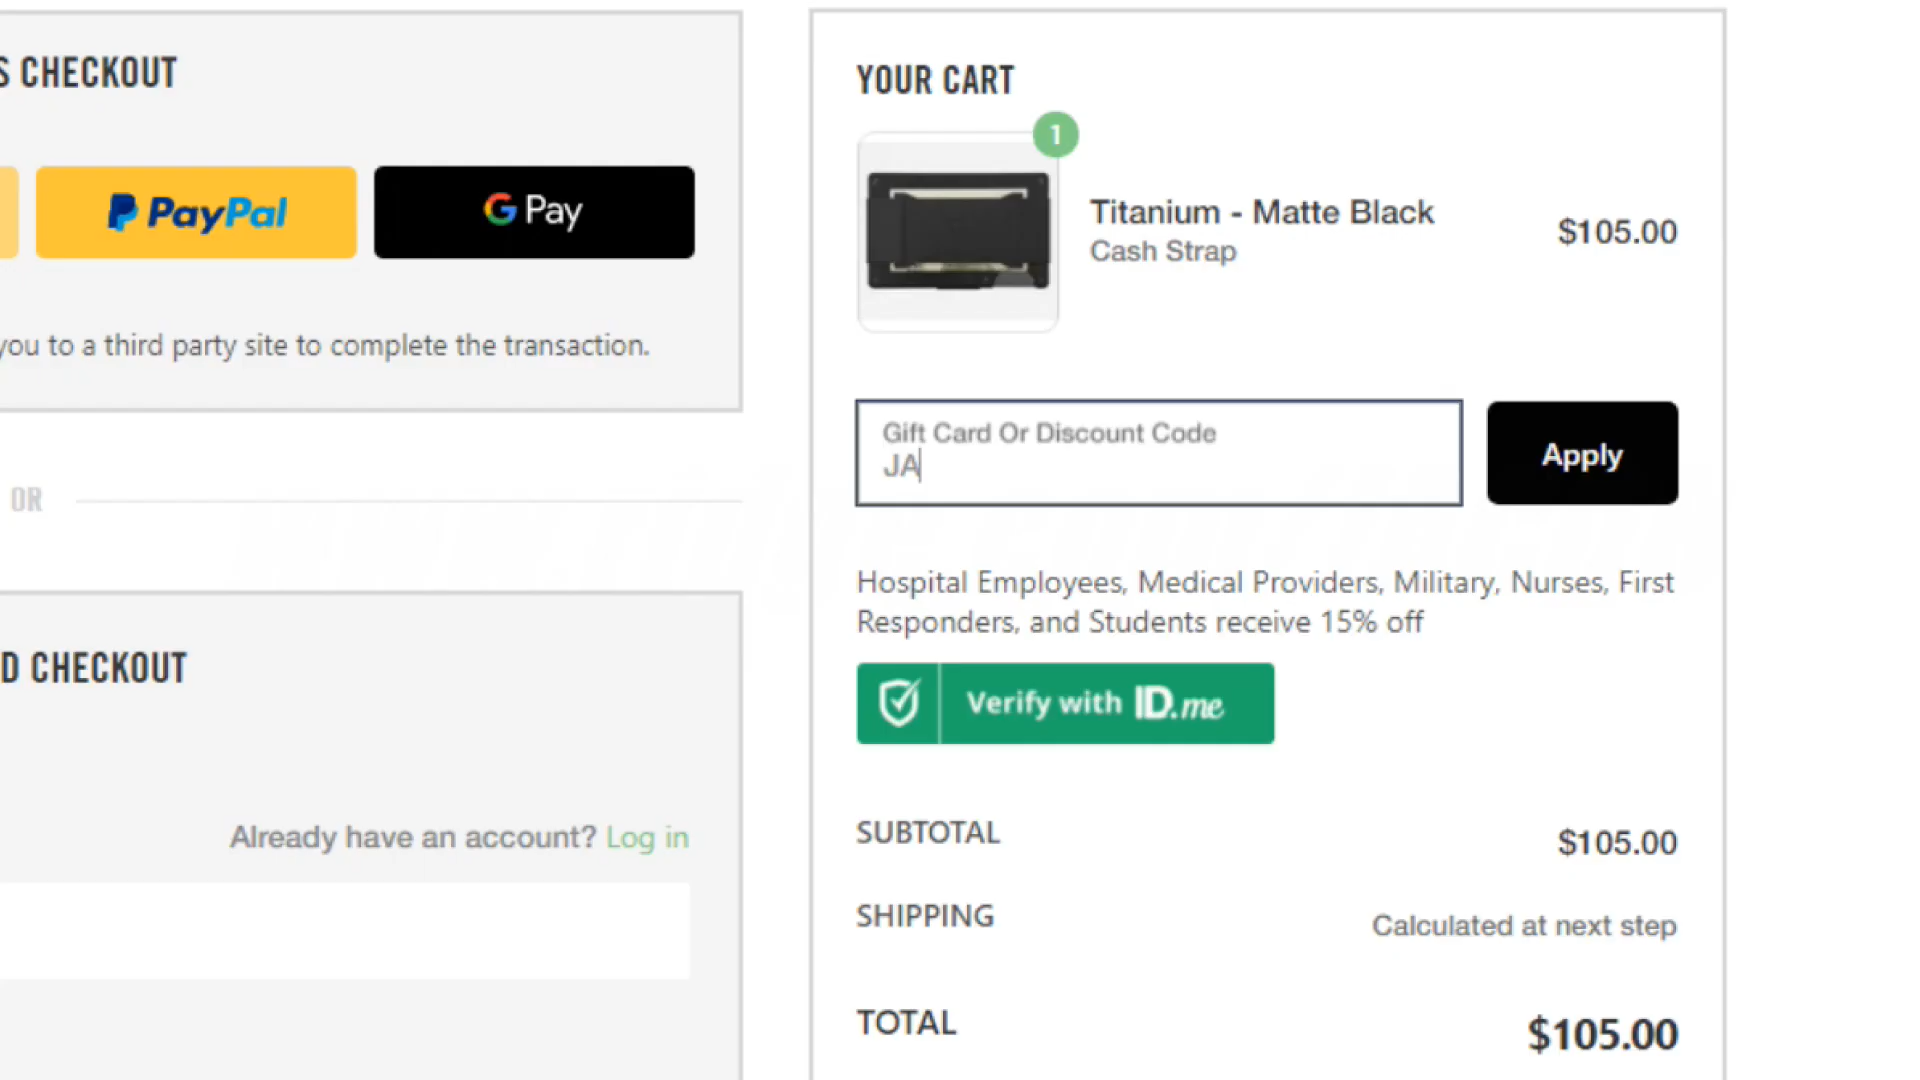 S CHECKOUT
PayPal
G Pay
you to a third party site to complete the transaction.
OR
D CHECKOUT
Already have an account? Log in
YOUR CART
1
Titanium - Matte Black
Cash Strap
$105.00
Gift Card Or Discount Code
JA
Apply
Hospital Employees, Medical Providers, Military, Nurses, First
Responders, and Students receive 15% off
Verify with ID.me
SUBTOTAL
$105.00
SHIPPING
Calculated at next step
TOTAL
$105.00